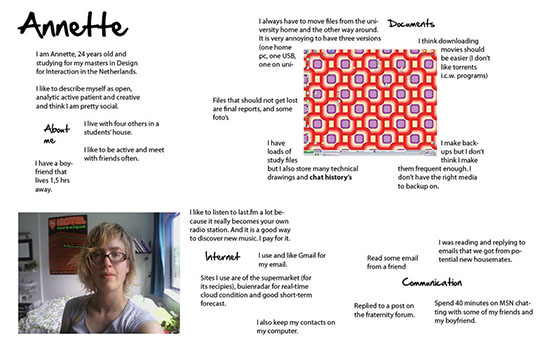 Annette
I am Annette, 24 years old and
studying for my masters in Design
for Interaction in the Netherlands.
I like to describe myself as open,
analytic active patient and creative
and think I am pretty social.
About
me
I live with four others in a
students' house.
I like to be active and meet
with friends often.
I have a boy-
friend that
lives 1,5 hrs
away.
I always have to move files from the uni-
versity home and the other way around.
It is very annoying to have three versions
(one home
pc, one USB,
one on uni-
Documents
I think downloading
movies should
be easier (I don't
like torrents
i.c.w. programs)
Files that should not get lost
are final reports, and some
foto's
I have
loads of
study files
but I also store many technical
drawings and chat history's
I make back-
ups but I don't
think I make
them frequent enough. I
don't have the right media
to backup on.
I like to listen to last.fm a lot be-
cause it really becomes your own
radio station. And it is a good way
to discover new music. I pay for it.
Internet
I use and like Gmail for
my email.
Sites I use are of the supermarket (for
its recipies), buienradar for real-time
cloud condition and good short-term
forecast.
I also keep my contacts on
my computer.
I was reading and replying to
emails that we got from po-
tential new housemates.
Read some email
from a friend
Communication
Replied to a post on
the fraternity forum.
Spend 40 minutes on MSN chat-
ting with some of my friends and
my boyfriend.